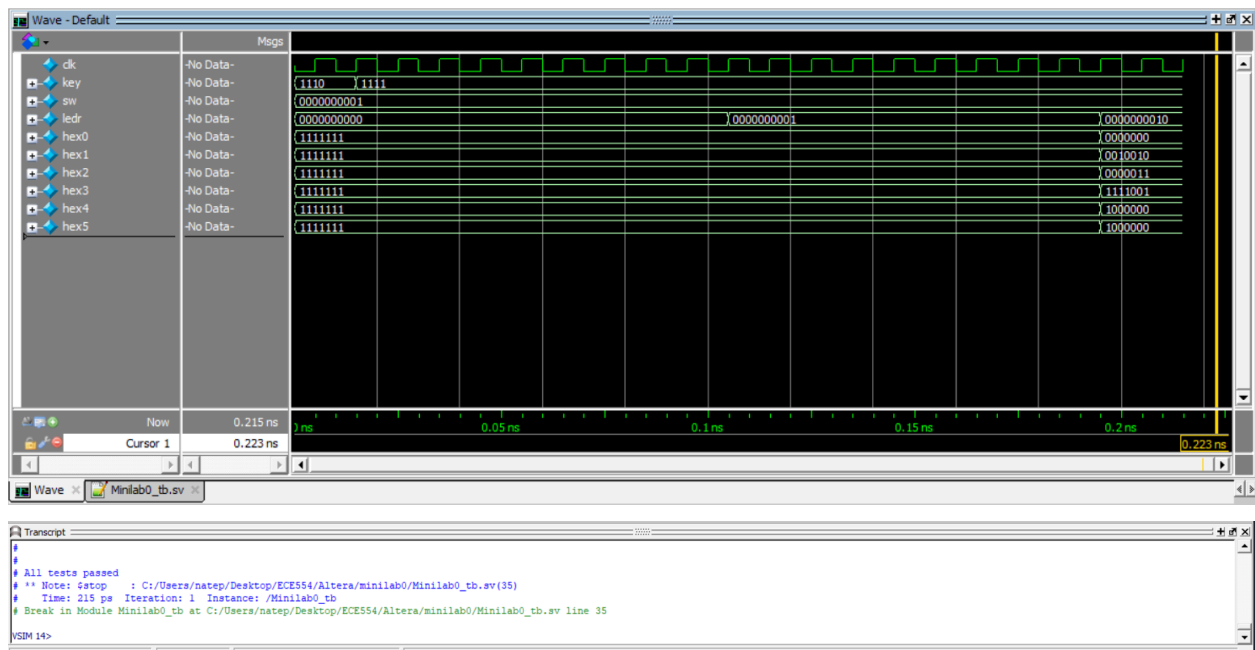 Wave - Default
Msgs
clk -No Data-
key -No Data- 1110 1111
sw -No Data- 0000000001
ledr -No Data- 0000000000 0000000001 0000000010
hex0 -No Data- 1111111 0000000
hex1 -No Data- 1111111 0010010
hex2 -No Data- 1111111 0000011
hex3 -No Data- 1111111 1111001
hex4 -No Data- 1111111 1000000
hex5 -No Data- 1111111 1000000
Now 0.215 ns ns 0.05 ns 0.1 ns 0.15 ns 0.2 ns
Cursor 1 0.223 ns 0.223 ns
Wave Minilab0_tb.sv
Transcript
#
#
# All tests passed
# ** Note: $stop : C:/Users/natep/Desktop/ECE554/Altera/minilab0/Minilab0_tb.sv(35)
# Time: 215 ps Iteration: 1 Instance: /Minilab0_tb
# Break in Module Minilab0_tb at C:/Users/natep/Desktop/ECE554/Altera/minilab0/Minilab0_tb.sv line 35
VSIM 14>